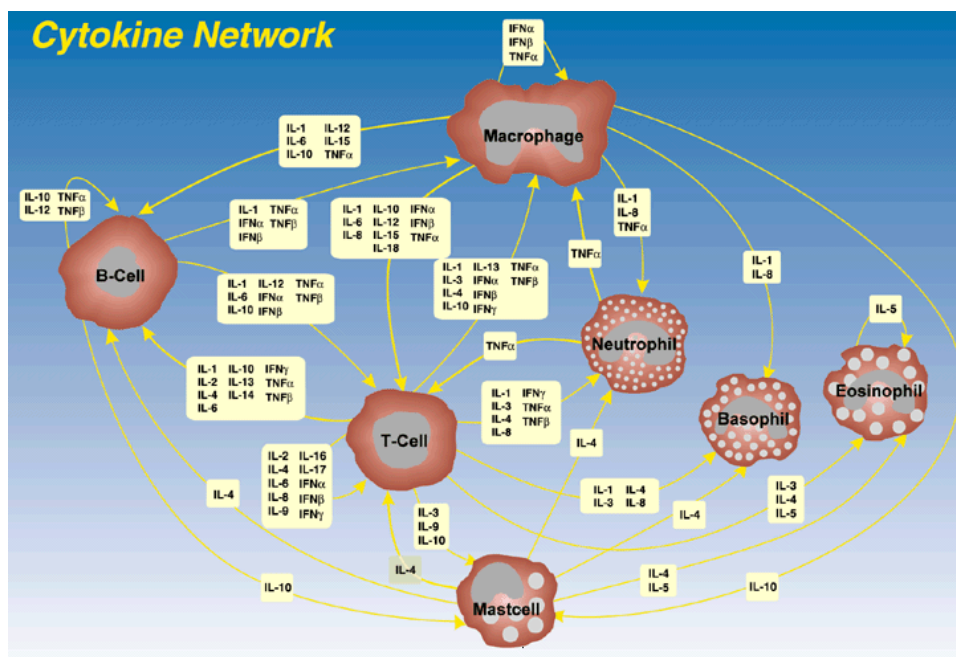 Cytokine Network
IFNα
IFNβ
TNFα
Macrophage
IL-1 IL-12
IL-6 IL-15
IL-10 TNFα
IL-10 TNFα
IL-12 TNFβ
IL-1 TNFα
IFNα TNFβ
IFNβ
IL-1 IL-10 IFNα
IL-6 IL-12 IFNβ
IL-8 IL-15 TNFα
IL-18
IL-1
IL-8
TNFα
B-Cell
TNFα
IL-1
IL-8
IL-1 IL-13 TNFα
IL-3 IFNα TNFβ
IL-4 IFNβ
IL-10 IFNγ
IL-1 IL-12 TNFα
IL-6 IFNα TNFβ
IL-10 IFNβ
IL-5
TNFα
Neutrophil
IL-1 IL-10 IFNγ
IL-2 IL-13 TNFα
IL-4 IL-14 TNFβ
IL-6
Eosinophil
IL-1 IFNγ
IL-3 TNFα
IL-4 TNFβ
IL-8
Basophil
T-Cell
IL-4
IL-2 IL-16
IL-4 IL-17
IL-6 IFNα
IL-8 IFNβ
IL-9 IFNγ
IL-4
IL-1 IL-4
IL-3 IL-8
IL-4
IL-3
IL-4
IL-5
IL-3
IL-9
IL-10
IL-4
IL-10
IL-4
IL-5
IL-10
Mastcell